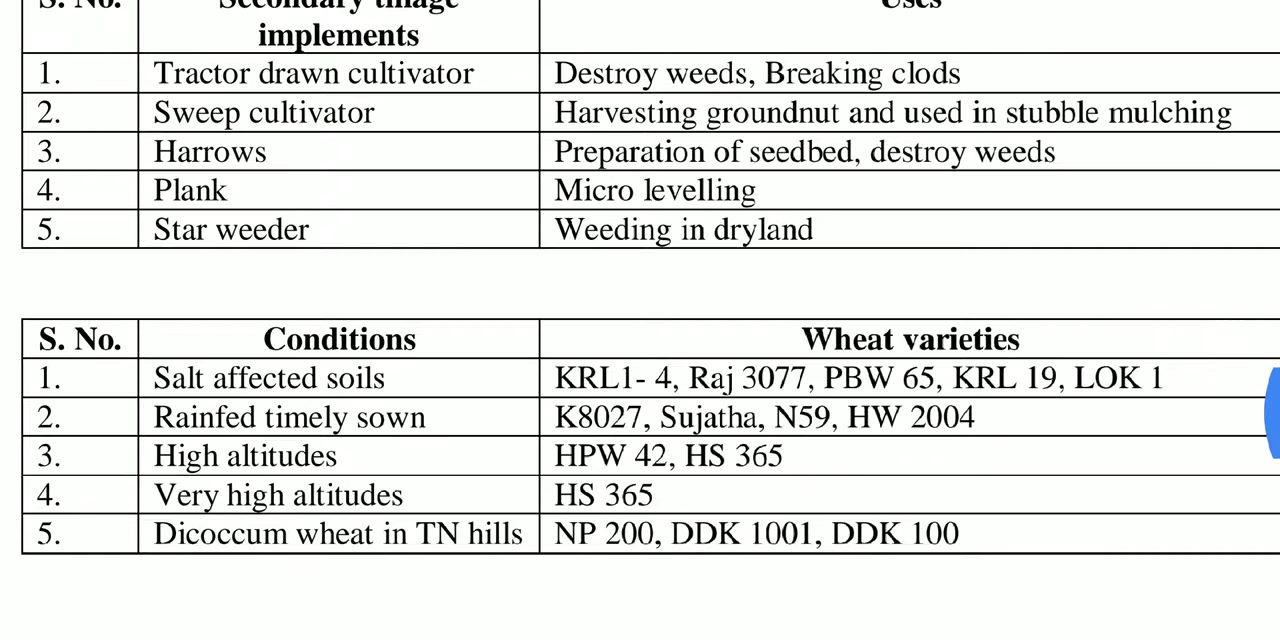 S. No. Secondary tillage Uses
implements
1. Tractor drawn cultivator Destroy weeds, Breaking clods
2. Sweep cultivator Harvesting groundnut and used in stubble mulching
3. Harrows Preparation of seedbed, destroy weeds
4. Plank Micro levelling
5. Star weeder Weeding in dryland
S. No. Conditions Wheat varieties
1. Salt affected soils KRL1- 4, Raj 3077, PBW 65, KRL 19, LOK 1
2. Rainfed timely sown K8027, Sujatha, N59, HW 2004
3. High altitudes HPW 42, HS 365
4. Very high altitudes HS 365
5. Dicoccum wheat in TN hills NP 200, DDK 1001, DDK 100